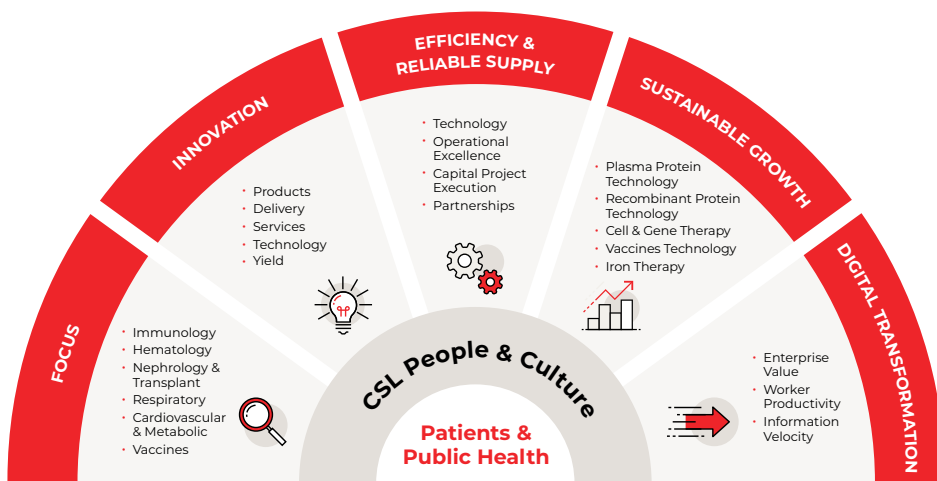 FOCUS
Immunology
Hematology
Nephrology &
Transplant
Respiratory
Cardiovascular
& Metabolic
Vaccines
INNOVATION
Products
Delivery
Services
Technology
Yield
EFFICIENCY &
RELIABLE SUPPLY
Technology
Operational
Excellence
Capital Project
Execution
Partnerships
SUSTAINABLE GROWTH
Plasma Protein
Technology
Recombinant Protein
Technology
Cell & Gene Therapy
Vaccines Technology
Iron Therapy
DIGITAL TRANSFORMATION
Enterprise
Value
Worker
Productivity
Information
Velocity
CSL People & Culture
Patients &
Public Health